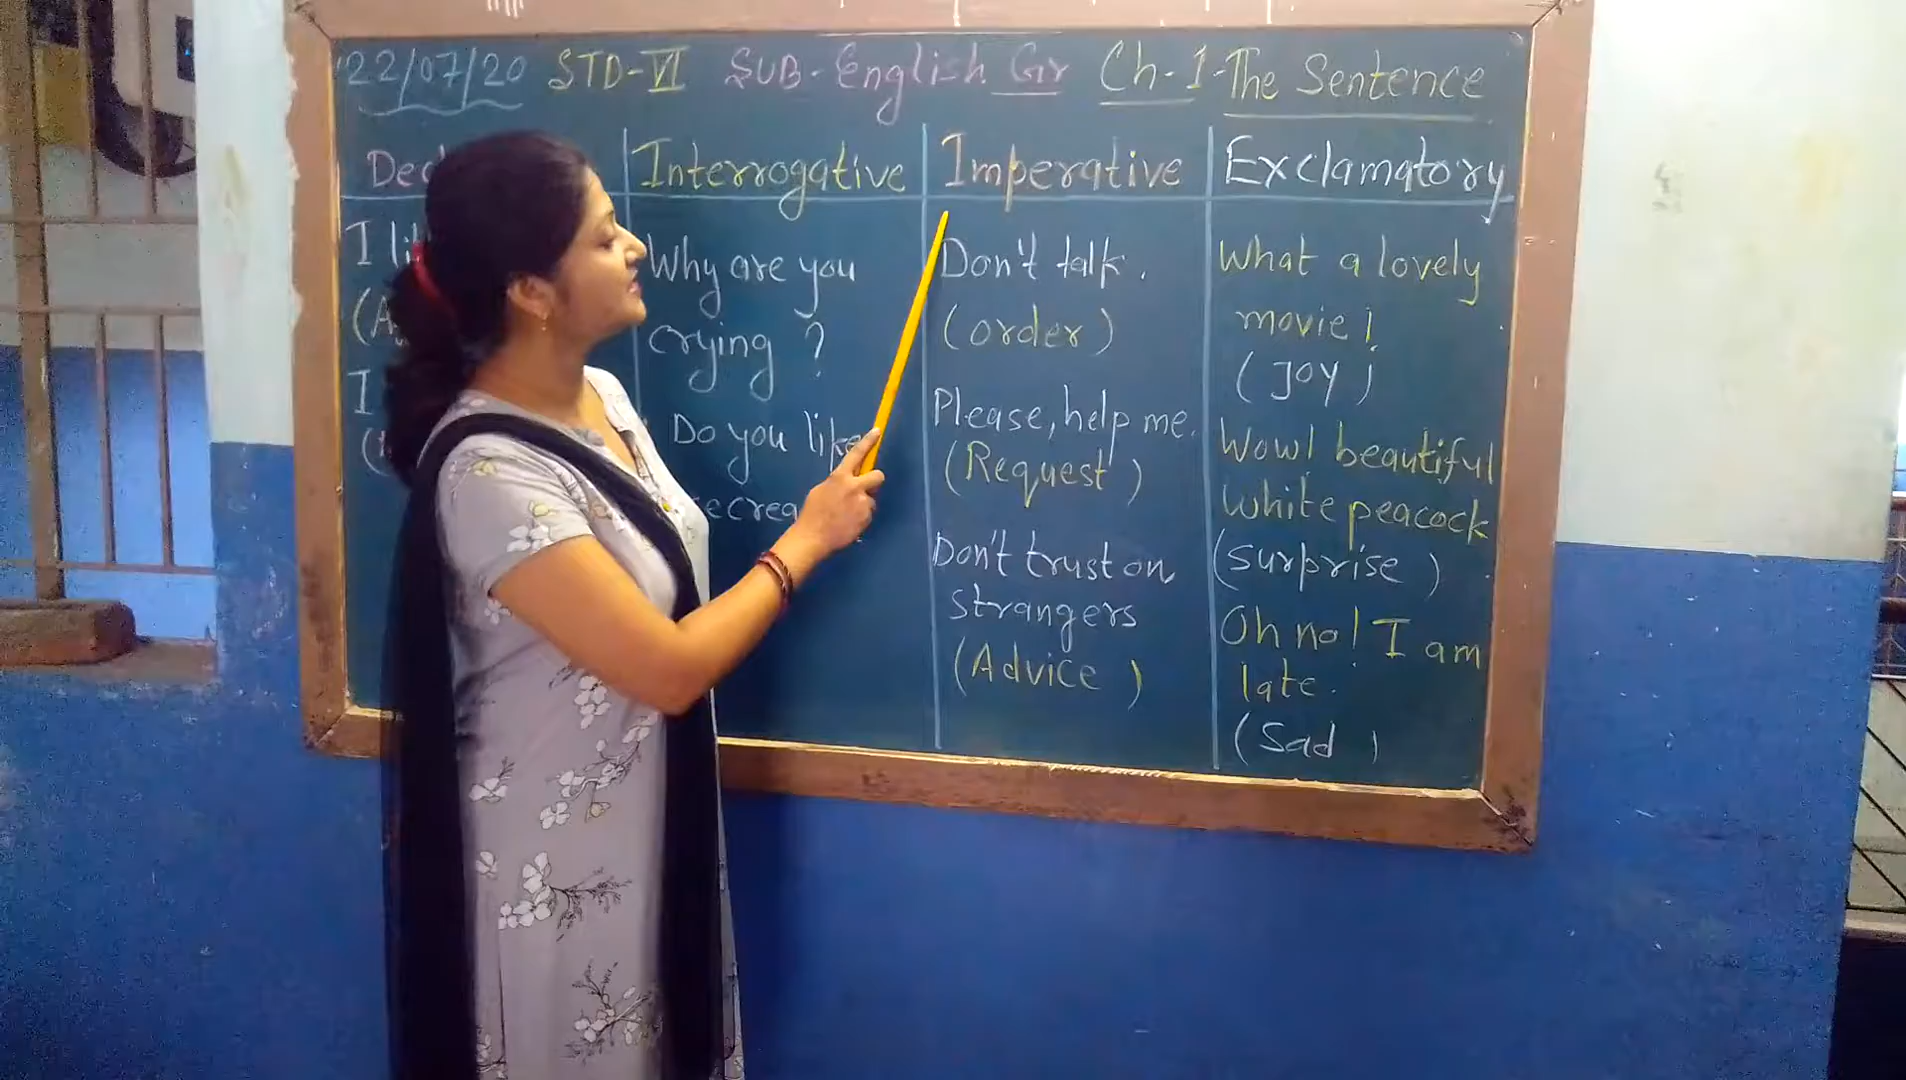 22/07/20 STD-VI SUB-English Gr Ch-1-The Sentence
Interrogative
Why are you
crying ?
Do you like
Imperative
Don't talk.
(order)
Please, help me.
(Request)
Don't trust on
strangers
(Advice)
Exclamatory
What a lovely
movie!
(Joy)
Wow! beautiful
white peacock
(surprise)
Oh no! I am
late.
(Sad)